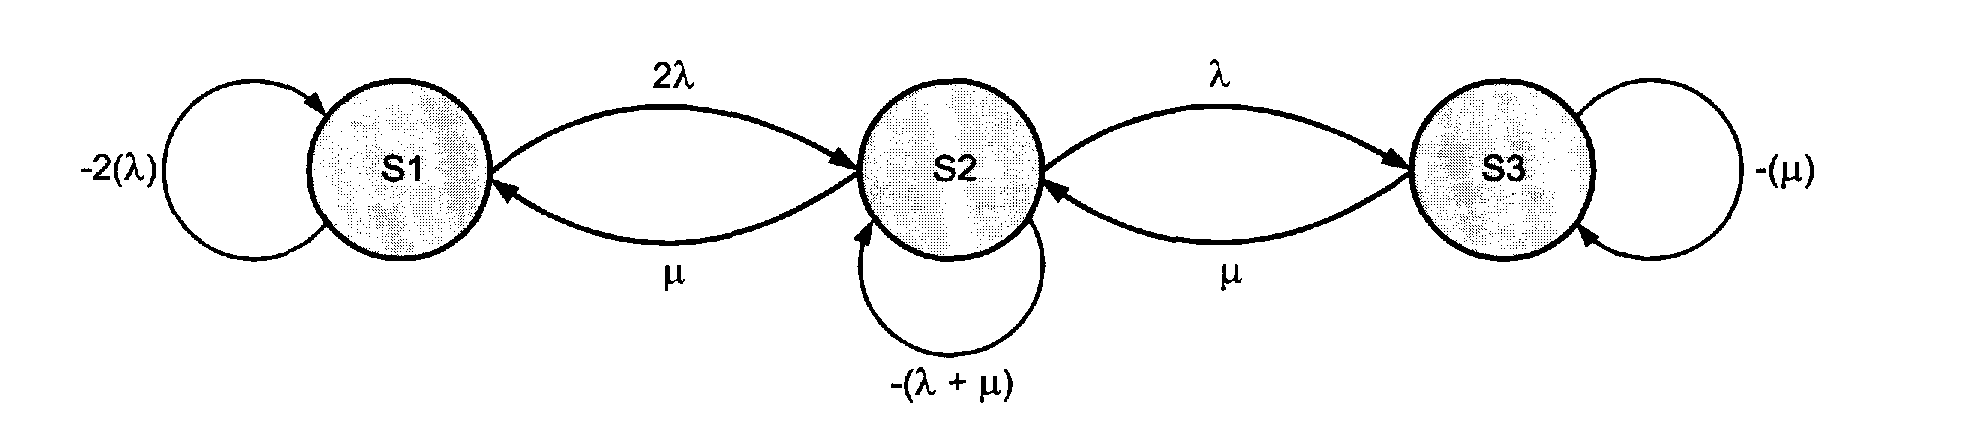 2λ
λ
-2(λ)
S1
S2
S3
-(μ)
μ
μ
-(λ + μ)